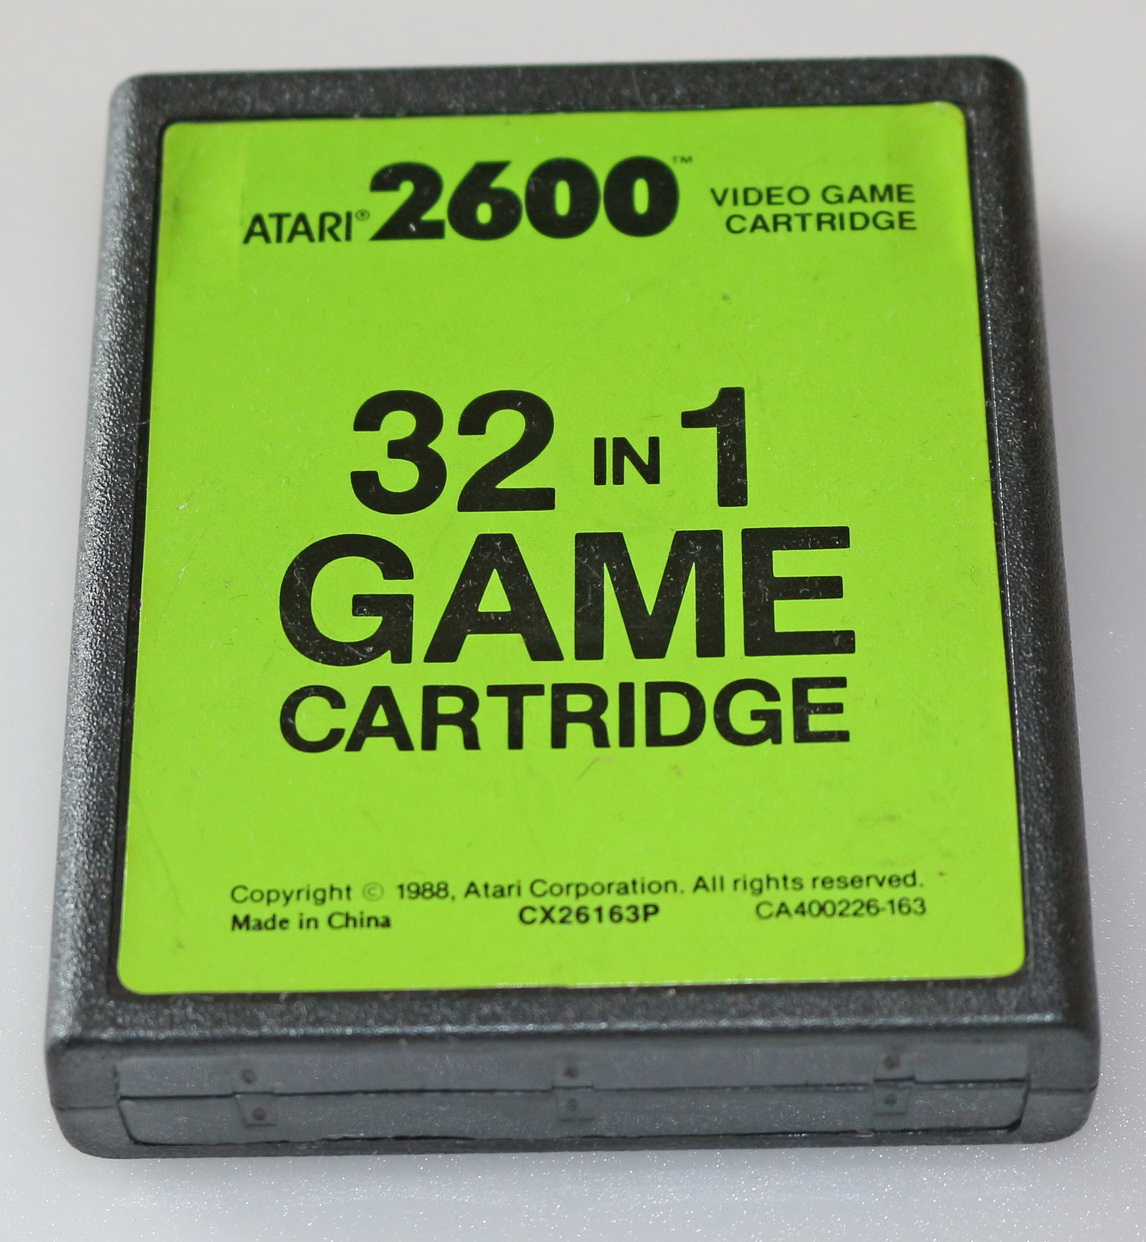 ATARI® 2600™ VIDEO GAME
CARTRIDGE
32 IN 1
GAME
CARTRIDGE
Copyright © 1988, Atari Corporation. All rights reserved.
Made in China CX26163P CA400226-163